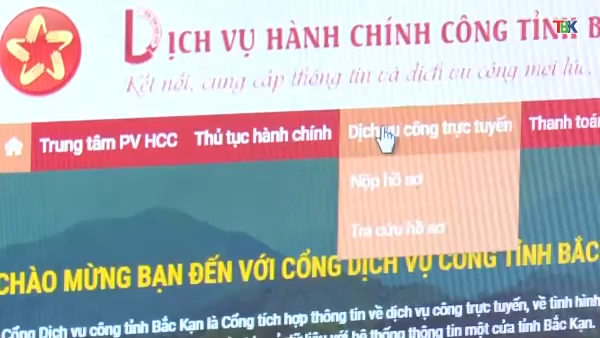 TBK
DỊCH VỤ HÀNH CHÍNH CÔNG TỈNH B
Kết nối, cung cấp thông tin và dịch vụ công mọi lúc,
Trung tâm PV HCC Thủ tục hành chính Dịch vụ công trực tuyến Thanh toán
Nộp hồ sơ
Tra cứu hồ sơ
CHÀO MỪNG BẠN ĐẾN VỚI CỔNG DỊCH VỤ CÔNG TỈNH BẮC
Cổng Dịch vụ công tỉnh Bắc Kạn là Cổng tích hợp thông tin về dịch vụ công trực tuyến, về tình hình
với hệ thống thông tin một cửa tỉnh Bắc Kạn.